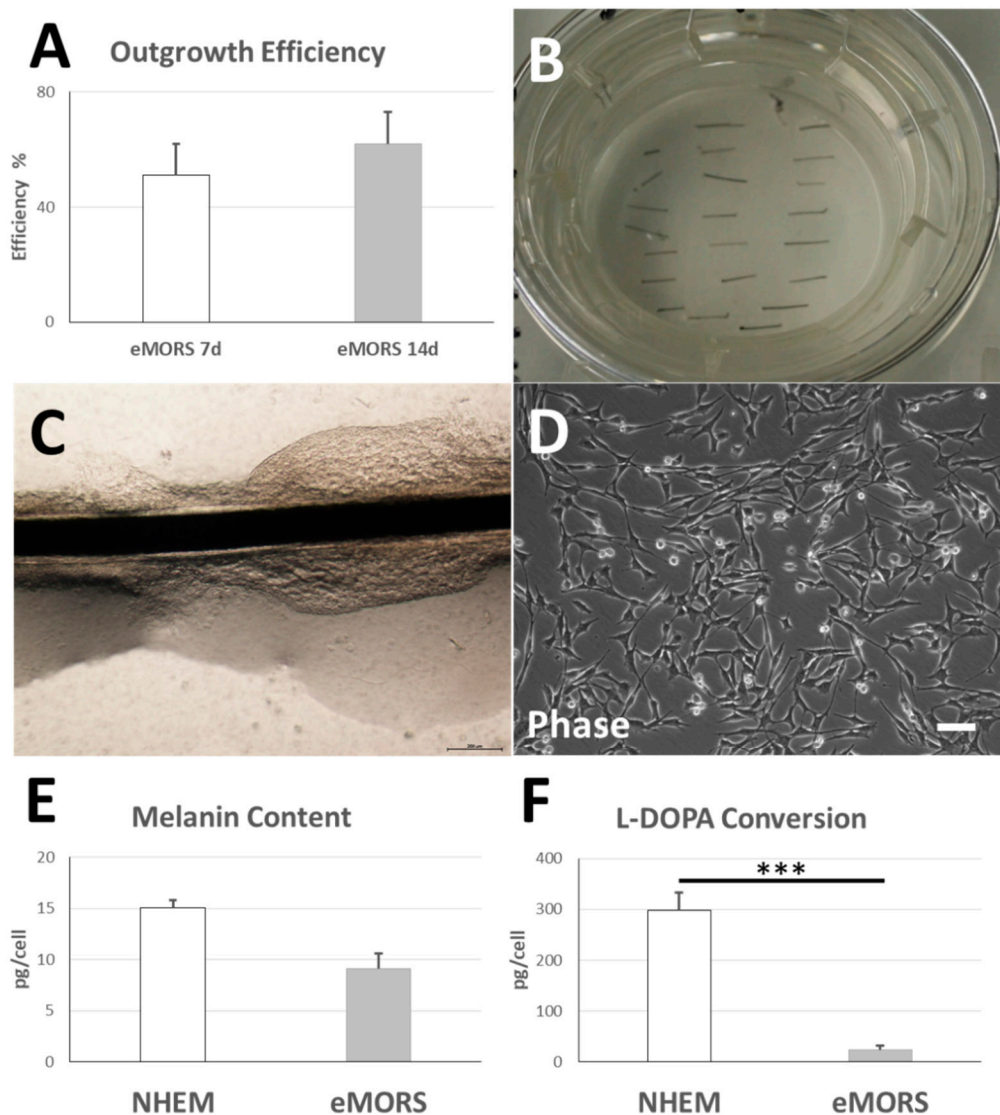 A
Outgrowth Efficiency
80
40
0
Efficiency %
eMORS 7d
eMORS 14d
B
C
D
Phase
E
Melanin Content
20
15
10
5
0
pg/cell
NHEM
eMORS
F
L-DOPA Conversion
400
300
200
100
0
pg/cell
***
NHEM
eMORS